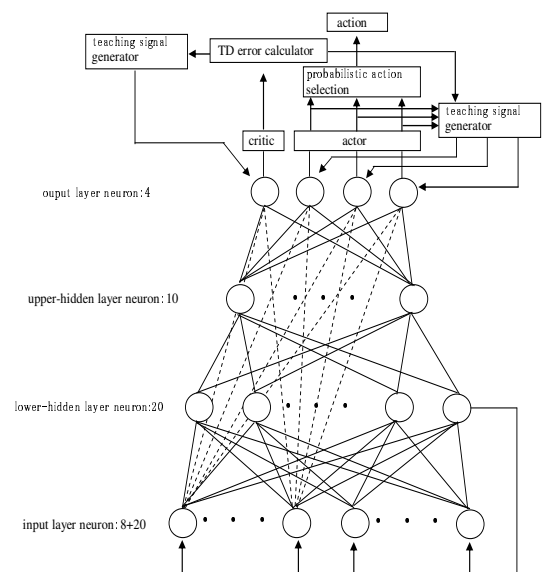 action
teaching signal
generator
TD error calculator
probabilistic action
selection
teaching signal
generator
critic
actor
ouput layer neuron:4
upper-hidden layer neuron:10
lower-hidden layer neuron:20
input layer neuron:8+20